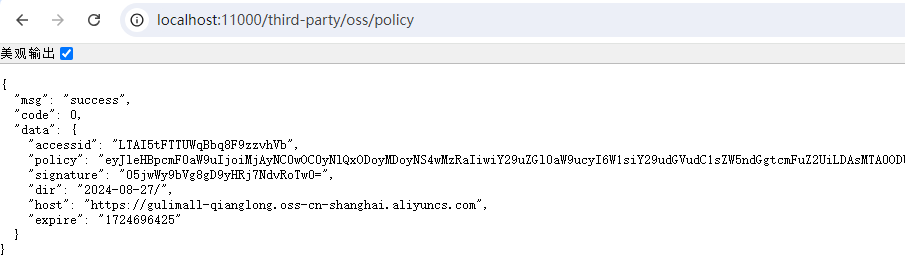 localhost:11000/third-party/oss/policy
美观输出
{
"msg": "success",
"code": 0,
"data": {
"accessid": "LTAI5tFTTUWqBbq8F9zzvhVb",
"policy": "eyJleHBpcmF0aW9uIjoiMjAyNC0wOC0yNlQxODoyMDoyNS4wMzRaIiwiY29uZGl0aW9ucyI6W1siY29udGVudC1sZW5ndGgtcmFuZ2UiLDAsMTA0ODU
"signature": "05jwWy9bVg8gD9yHRj7NdvRoTw0=",
"dir": "2024-08-27/",
"host": "https://gulimall-qianglong.oss-cn-shanghai.aliyuncs.com",
"expire": "1724696425"
}
}